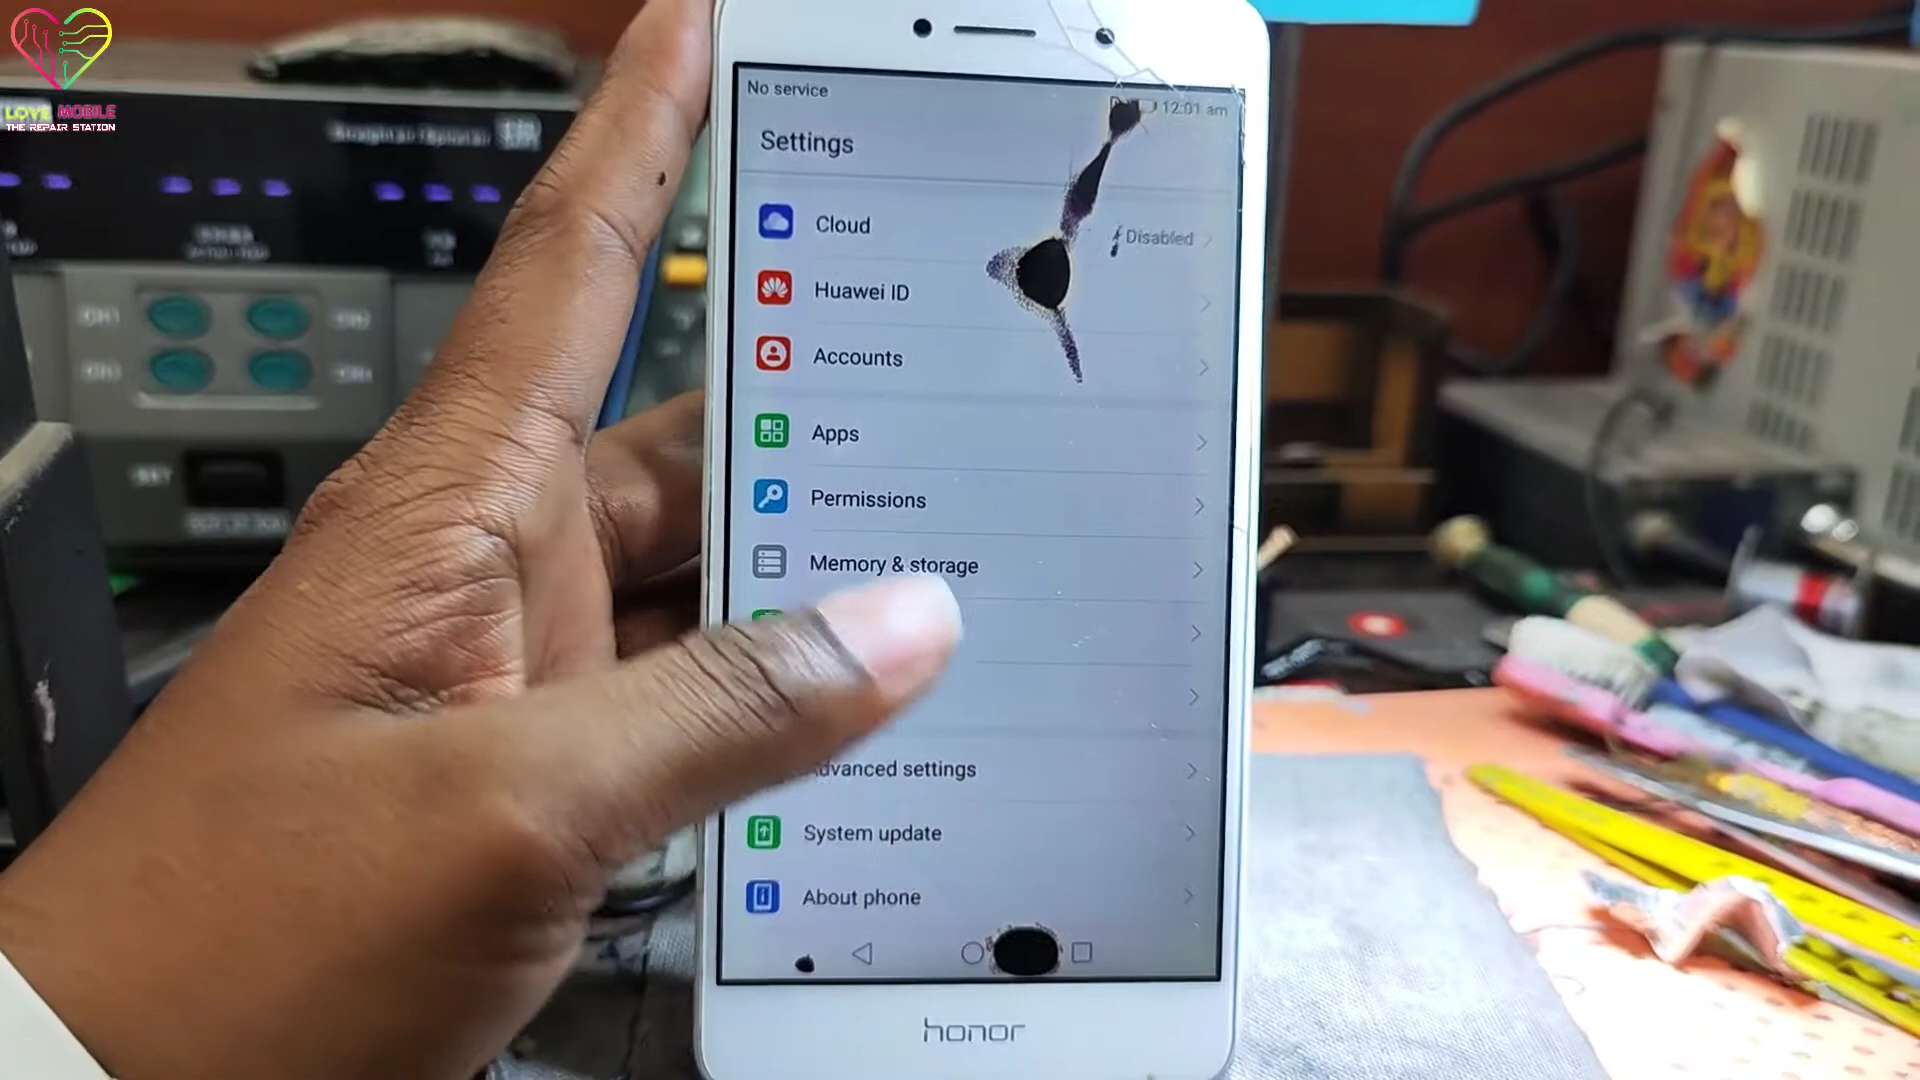 LOVE MOBILE
THE REPAIR STATION
No service
12:01 am
Settings
Cloud
Disabled
Huawei ID
Accounts
Apps
Permissions
Memory & storage
Advanced settings
System update
About phone
honor